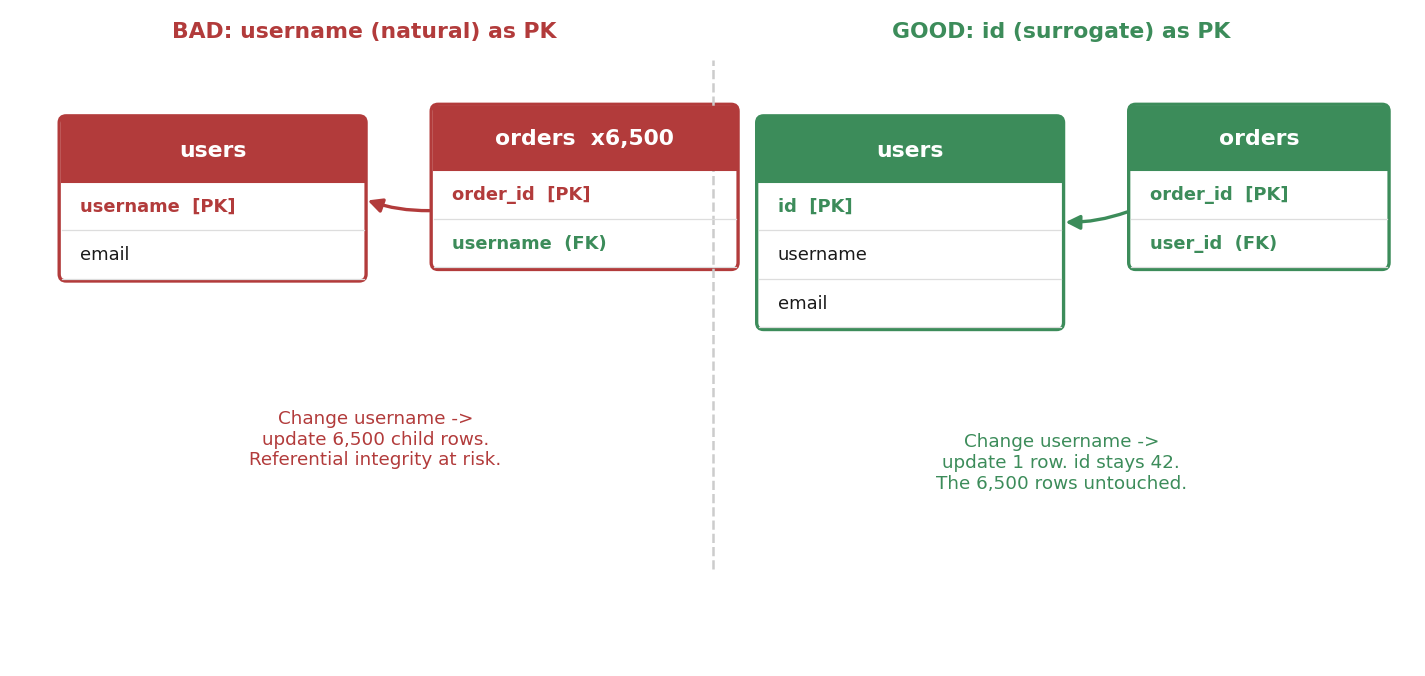 BAD: username (natural) as PK
users
username [PK]
email
orders x6,500
order_id [PK]
username (FK)
Change username ->
update 6,500 child rows.
Referential integrity at risk.
GOOD: id (surrogate) as PK
users
id [PK]
username
email
orders
order_id [PK]
user_id (FK)
Change username ->
update 1 row. id stays 42.
The 6,500 rows untouched.